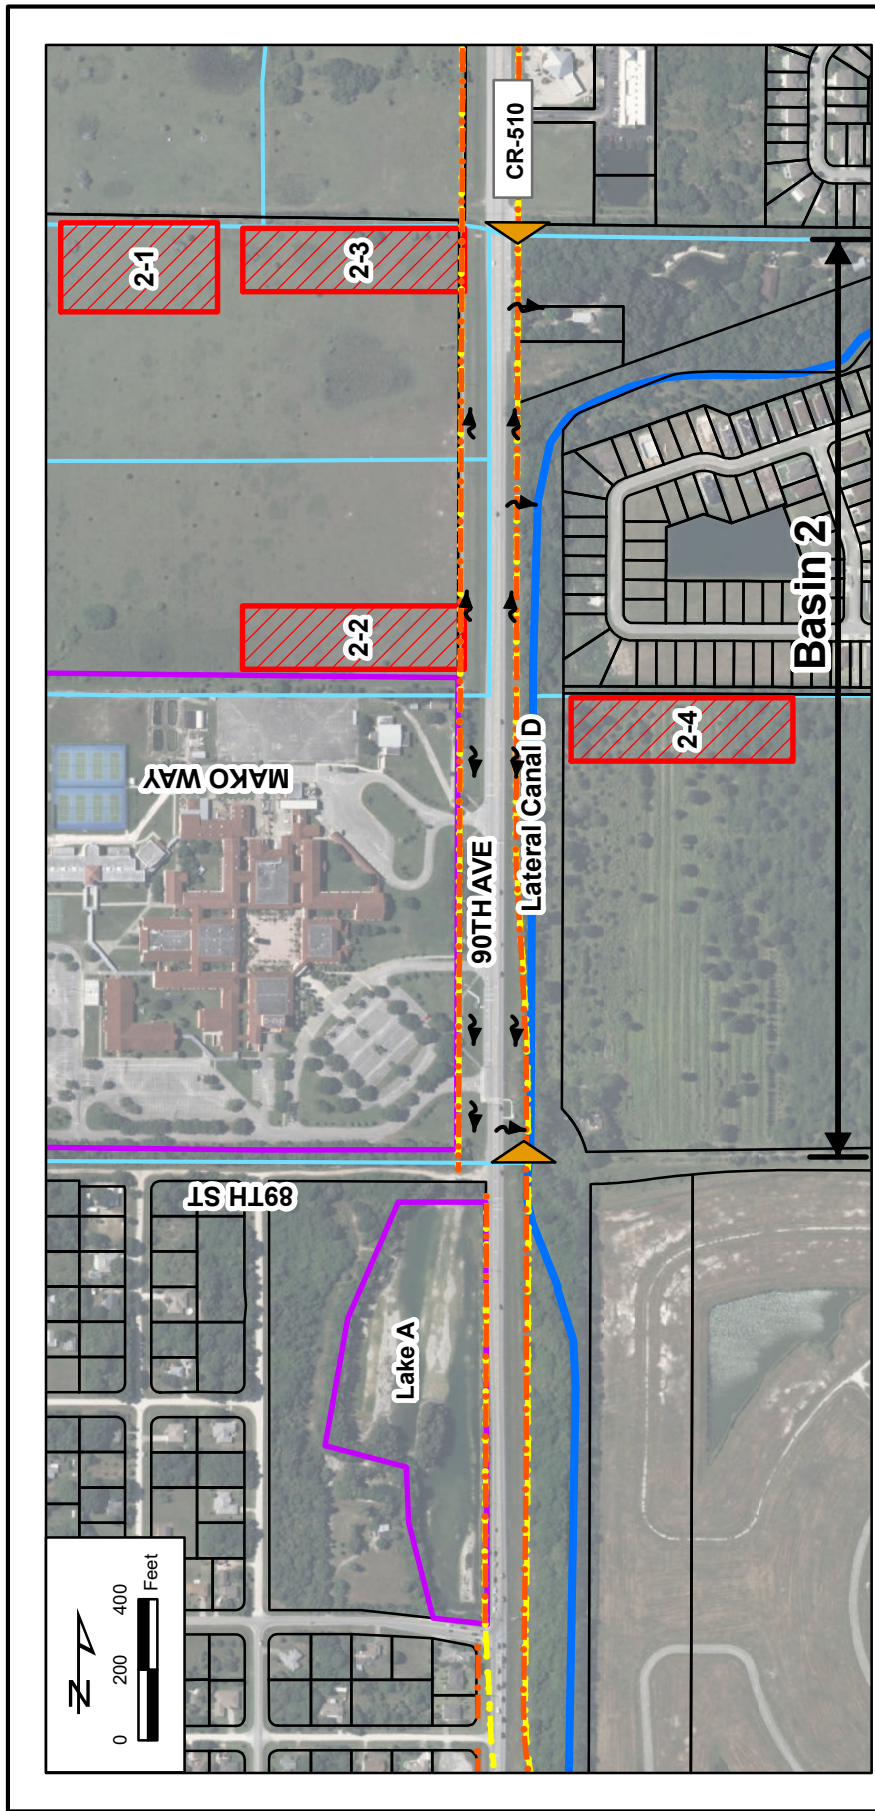 CR-510
2-1
2-3
2-2
2-4
Basin 2
MAKO WAY
90TH AVE
Lateral Canal D
89TH ST
Lake A
N
0 200 400
Feet